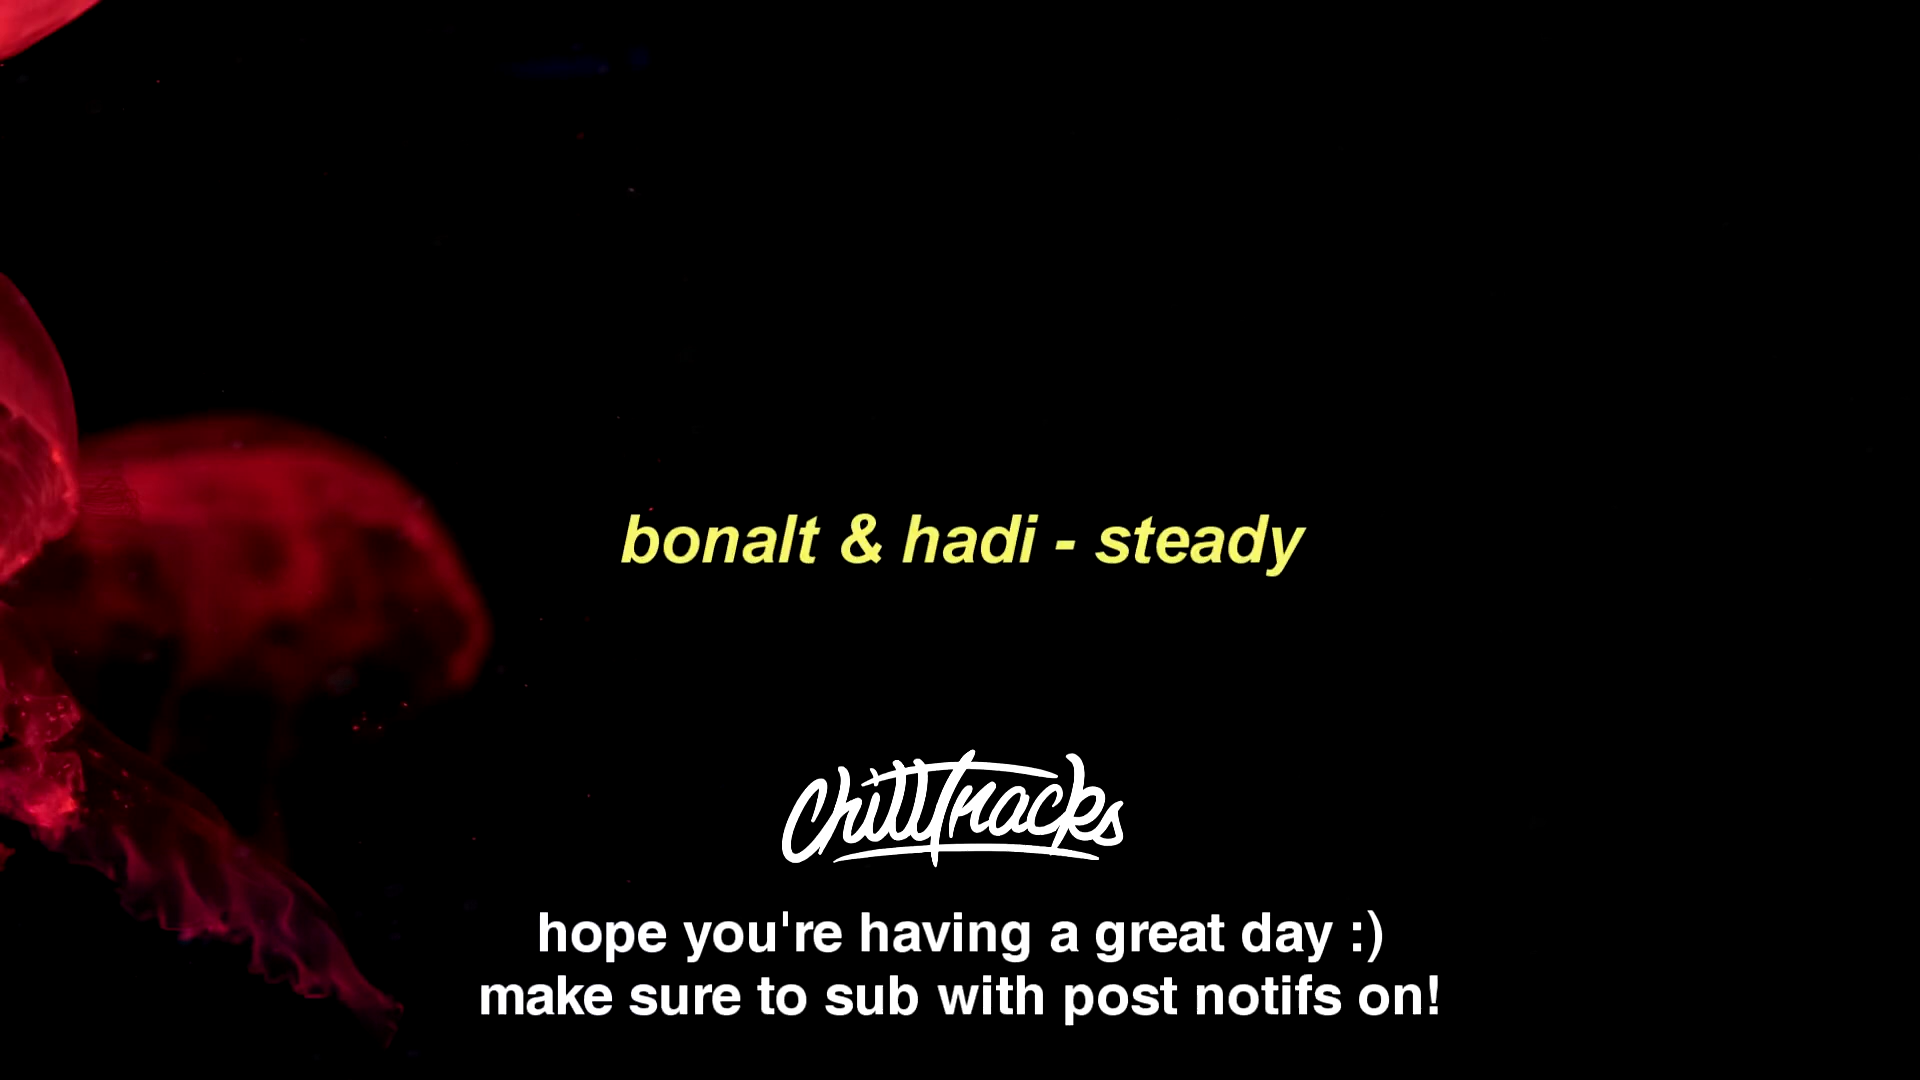 bonalt & hadi - steady
ChillTracks
hope you're having a great day :)
make sure to sub with post notifs on!